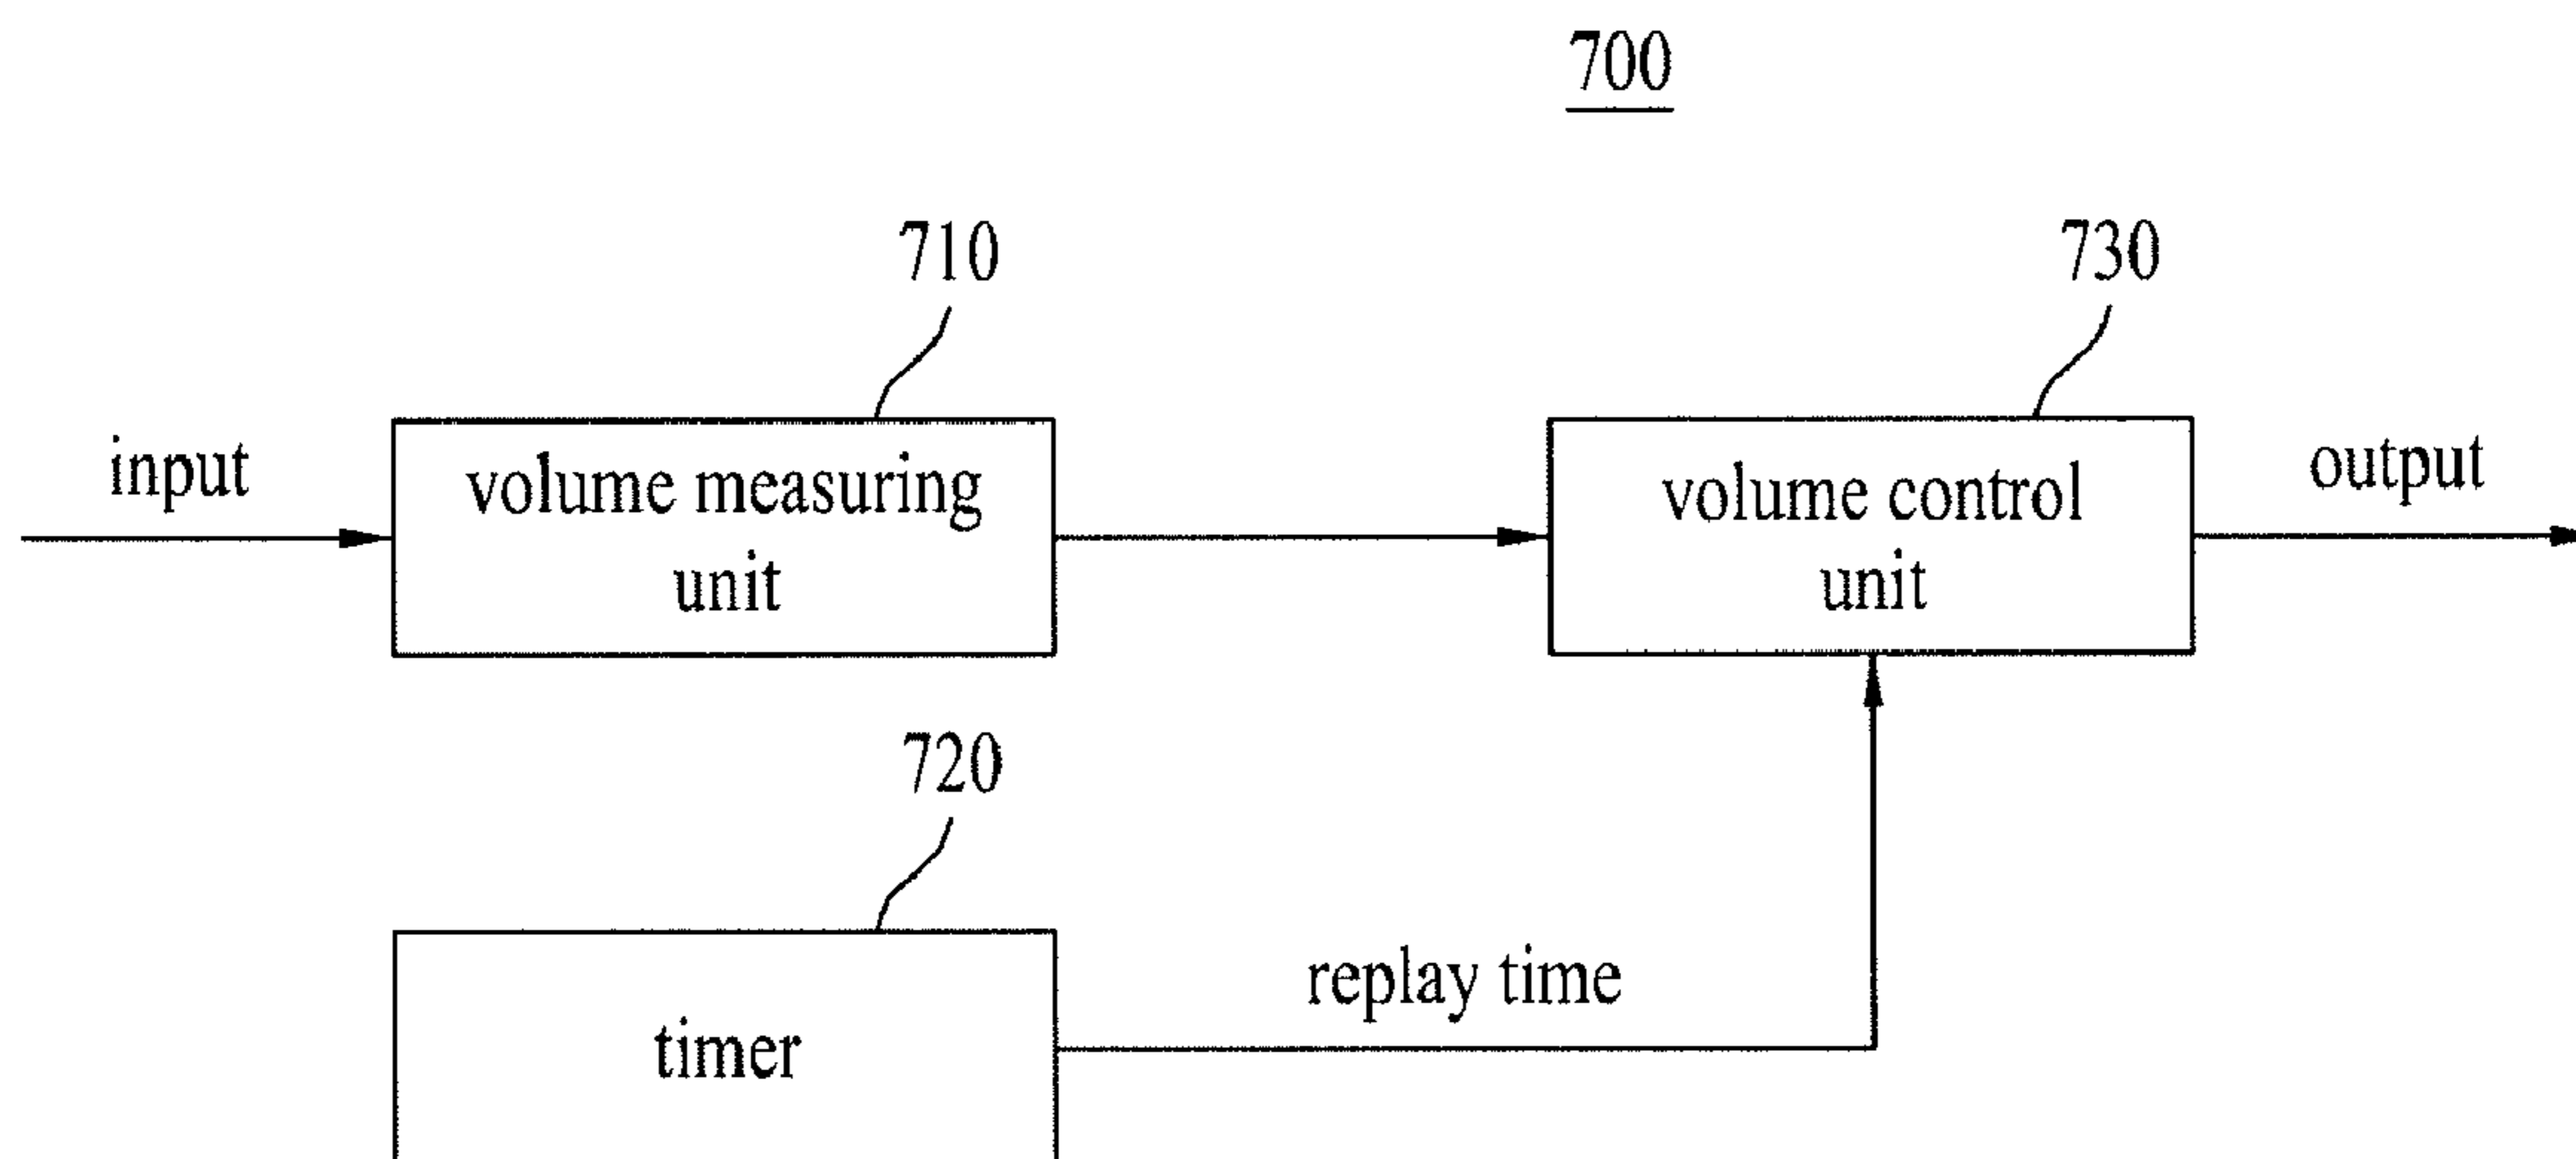 700
710
730
input
volume measuring
unit
volume control
unit
output
720
replay time
timer